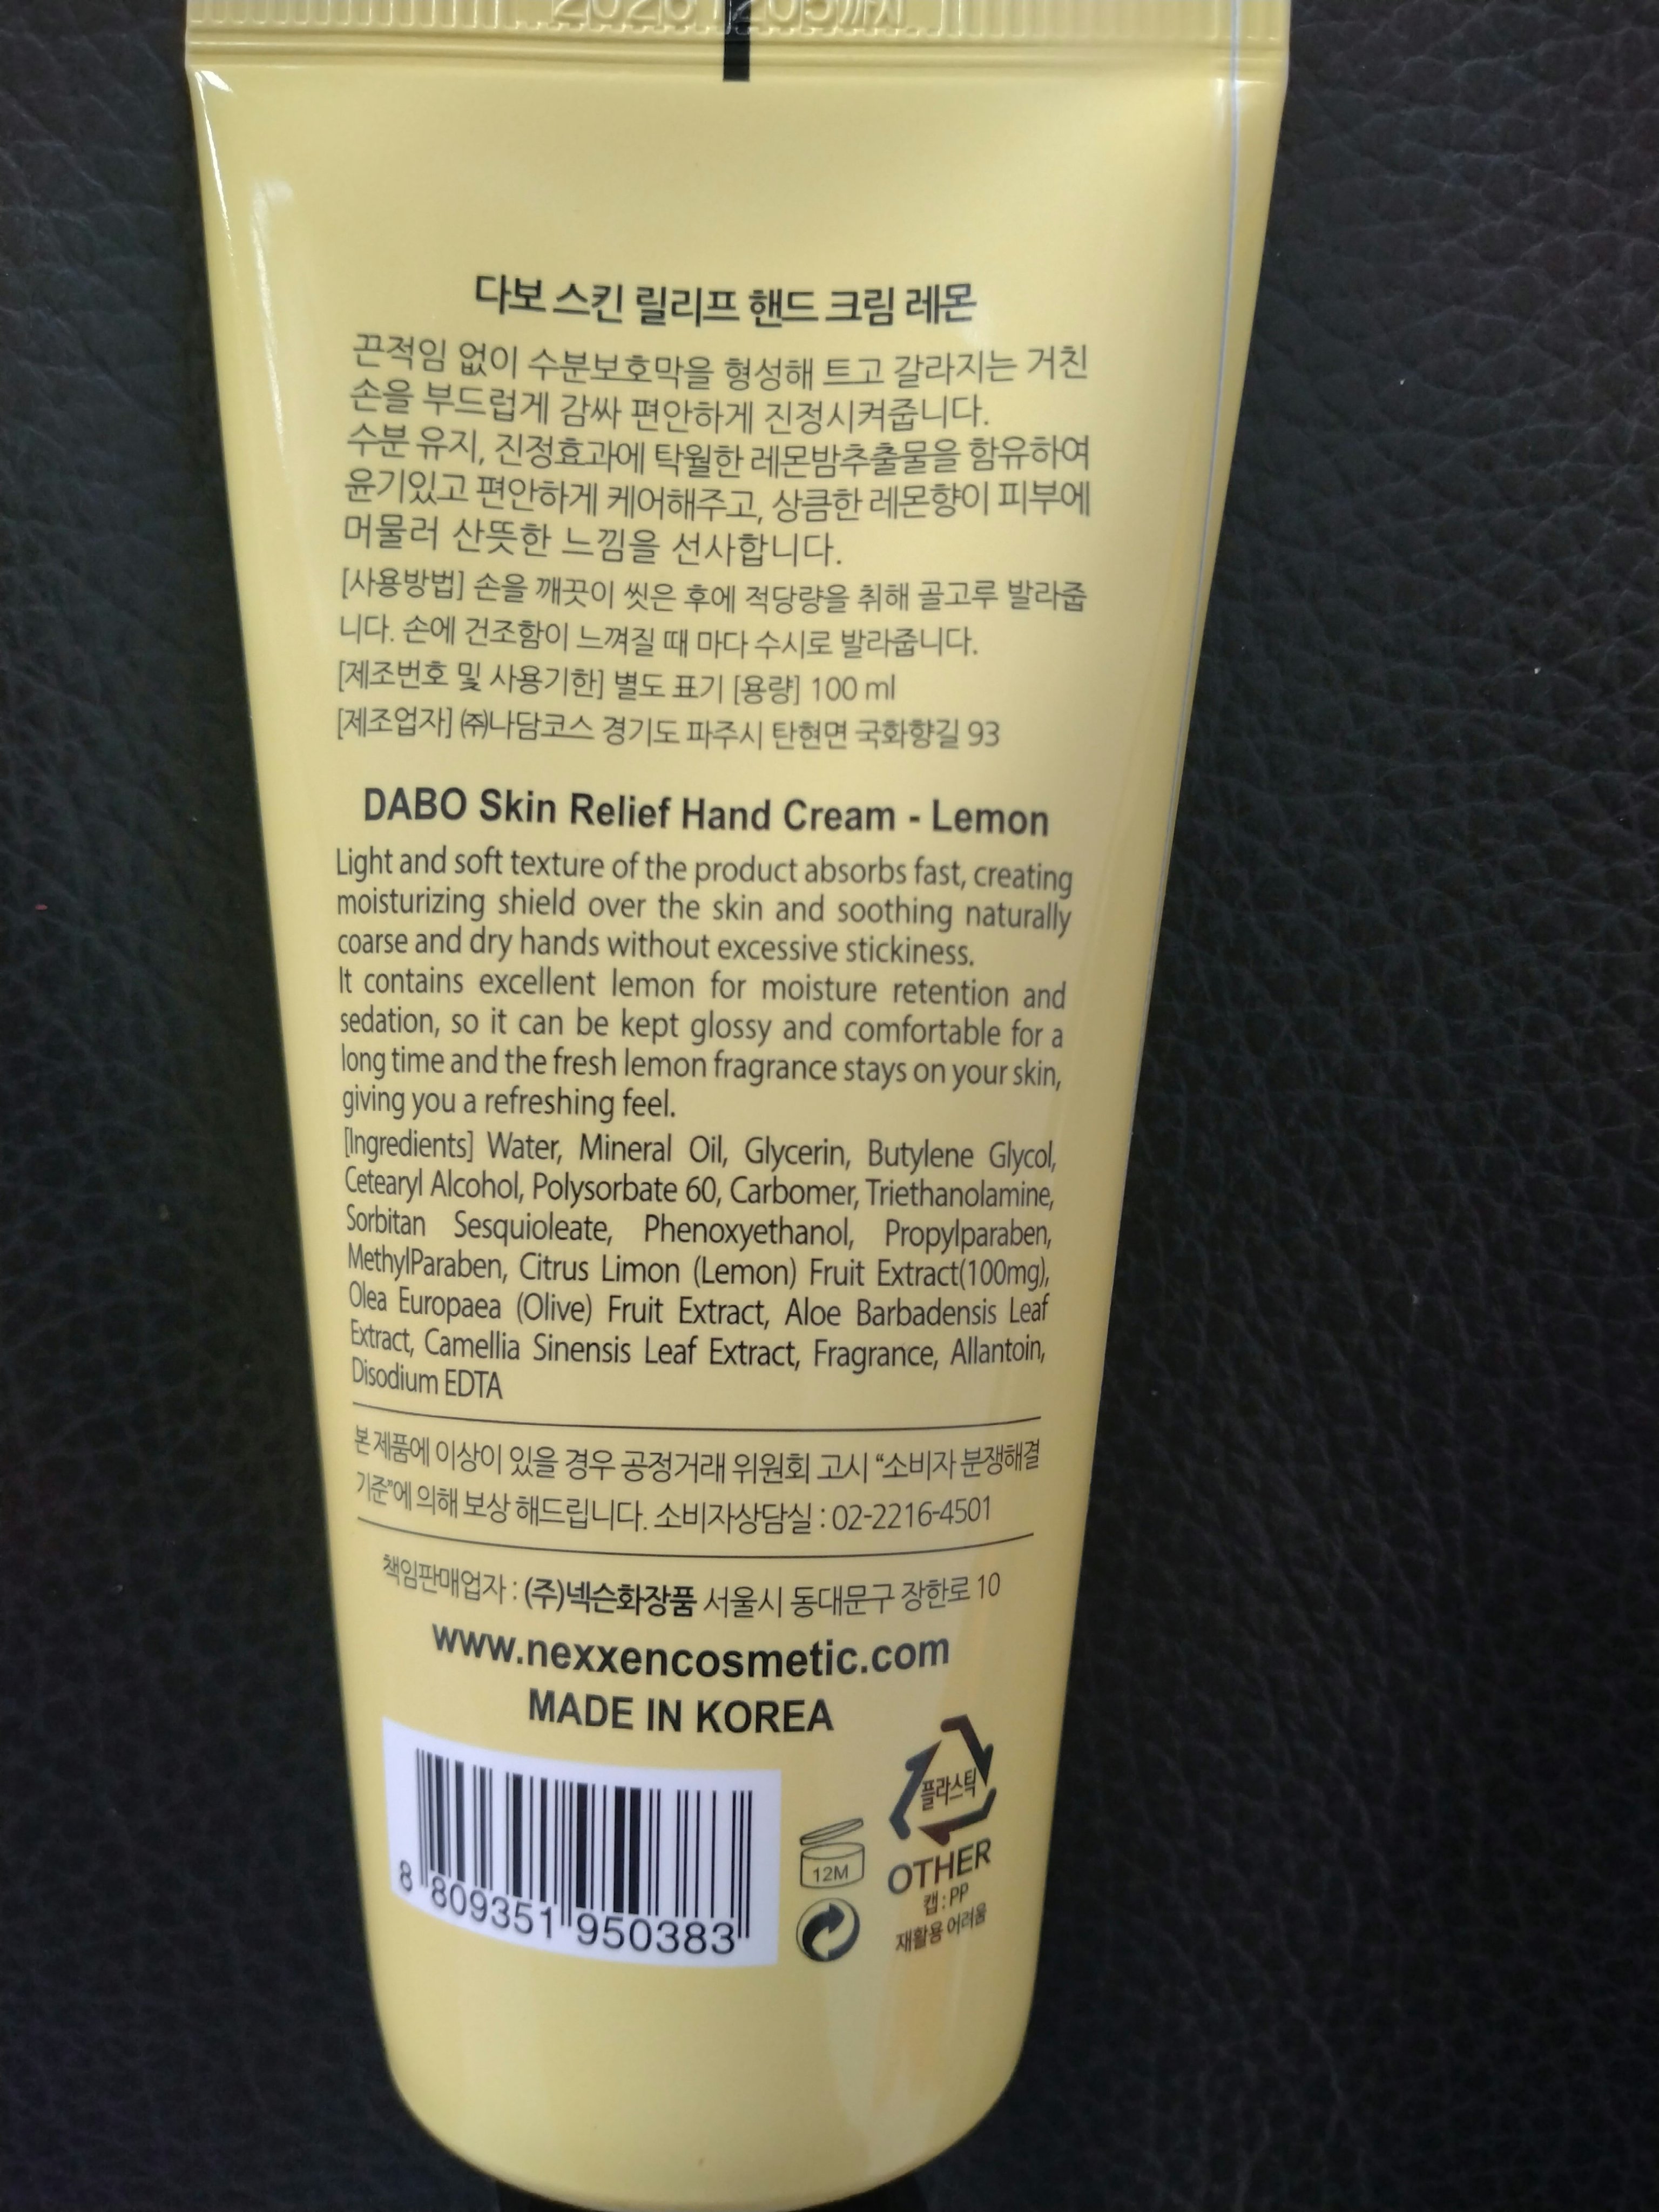 다보 스킨 릴리프 핸드 크림 레몬
끈적임 없이 수분보호막을 형성해 트고 갈라지는 거친
손을 부드럽게 감싸 편안하게 진정시켜줍니다.
수분 유지, 진정효과에 탁월한 레몬밤추출물을 함유하여
윤기있고 편안하게 케어해주고, 상큼한 레몬향이 피부에
머물러 산뜻한 느낌을 선사합니다.
[사용방법] 손을 깨끗이 씻은 후에 적당량을 취해 골고루 발라줍
니다. 손에 건조함이 느껴질 때 마다 수시로 발라줍니다.
[제조번호 및 사용기한] 별도 표기 [용량] 100 ml
[제조업자] ㈜나담코스 경기도 파주시 탄현면 국화향길 93
DABO Skin Relief Hand Cream - Lemon
Light and soft texture of the product absorbs fast, creating
moisturizing shield over the skin and soothing naturally
coarse and dry hands without excessive stickiness.
It contains excellent lemon for moisture retention and
sedation, so it can be kept glossy and comfortable for a
long time and the fresh lemon fragrance stays on your skin,
giving you a refreshing feel.
[Ingredients] Water, Mineral Oil, Glycerin, Butylene Glycol,
Cetearyl Alcohol, Polysorbate 60, Carbomer, Triethanolamine,
Sorbitan Sesquioleate, Phenoxyethanol, Propylparaben,
MethylParaben, Citrus Limon (Lemon) Fruit Extract(100mg),
Olea Europaea (Olive) Fruit Extract, Aloe Barbadensis Leaf
Extract, Camellia Sinensis Leaf Extract, Fragrance, Allantoin,
Disodium EDTA
본 제품에 이상이 있을 경우 공정거래 위원회 고시 “소비자 분쟁해결
기준”에 의해 보상 해드립니다. 소비자상담실 : 02-2216-4501
책임판매업자 : (주)넥슨화장품 서울시 동대문구 장한로 10
www.nexxencosmetic.com
MADE IN KOREA
플라스틱
OTHER
캡 : PP
재활용 어려움
12M
8 809351 950383